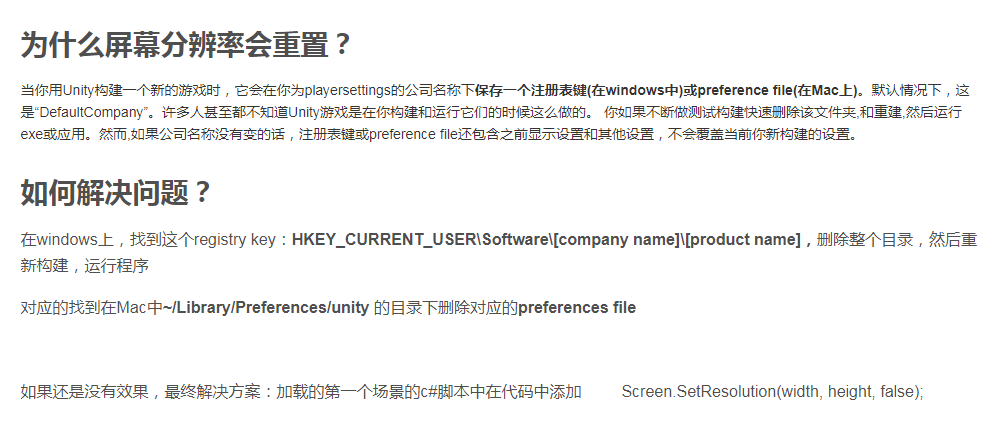 为什么屏幕分辨率会重置？
当你用Unity构建一个新的游戏时，它会在你为playersettings的公司名称下保存一个注册表键(在windows中)或preference file(在Mac上)。默认情况下，这
是“DefaultCompany”。许多人甚至都不知道Unity游戏是在你构建和运行它们的时候这么做的。 你如果不断做测试构建快速删除该文件夹,和重建,然后运行
exe或应用。然而,如果公司名称没有变的话，注册表键或preference file还包含之前显示设置和其他设置，不会覆盖当前你新构建的设置。
如何解决问题？
在windows上，找到这个registry key：HKEY_CURRENT_USER\Software\[company name]\[product name]，删除整个目录，然后重
新构建，运行程序
对应的找到在Mac中~/Library/Preferences/unity 的目录下删除对应的preferences file
如果还是没有效果，最终解决方案：加载的第一个场景的c#脚本中在代码中添加 Screen.SetResolution(width, height, false);